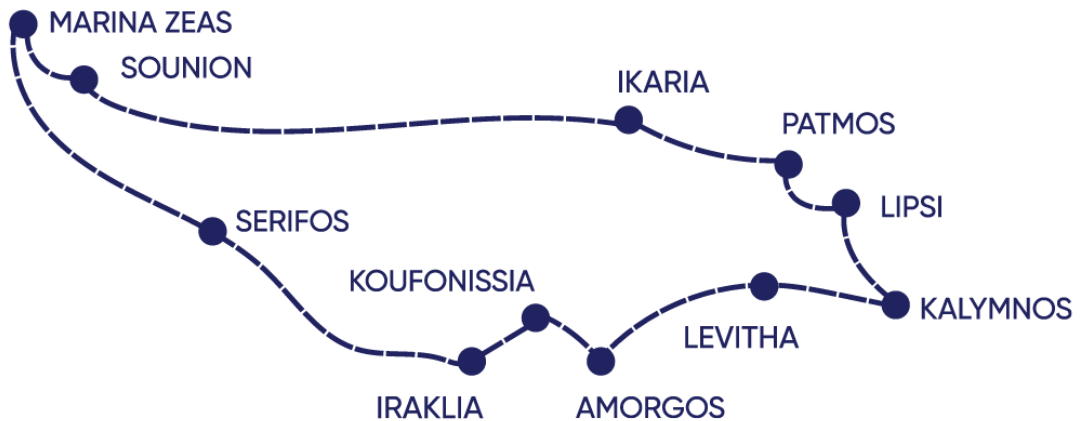 MARINA ZEAS
SOUNION
IKARIA
PATMOS
LIPSI
SERIFOS
KOUFONISSIA
KALYMNOS
LEVITHA
IRAKLIA
AMORGOS